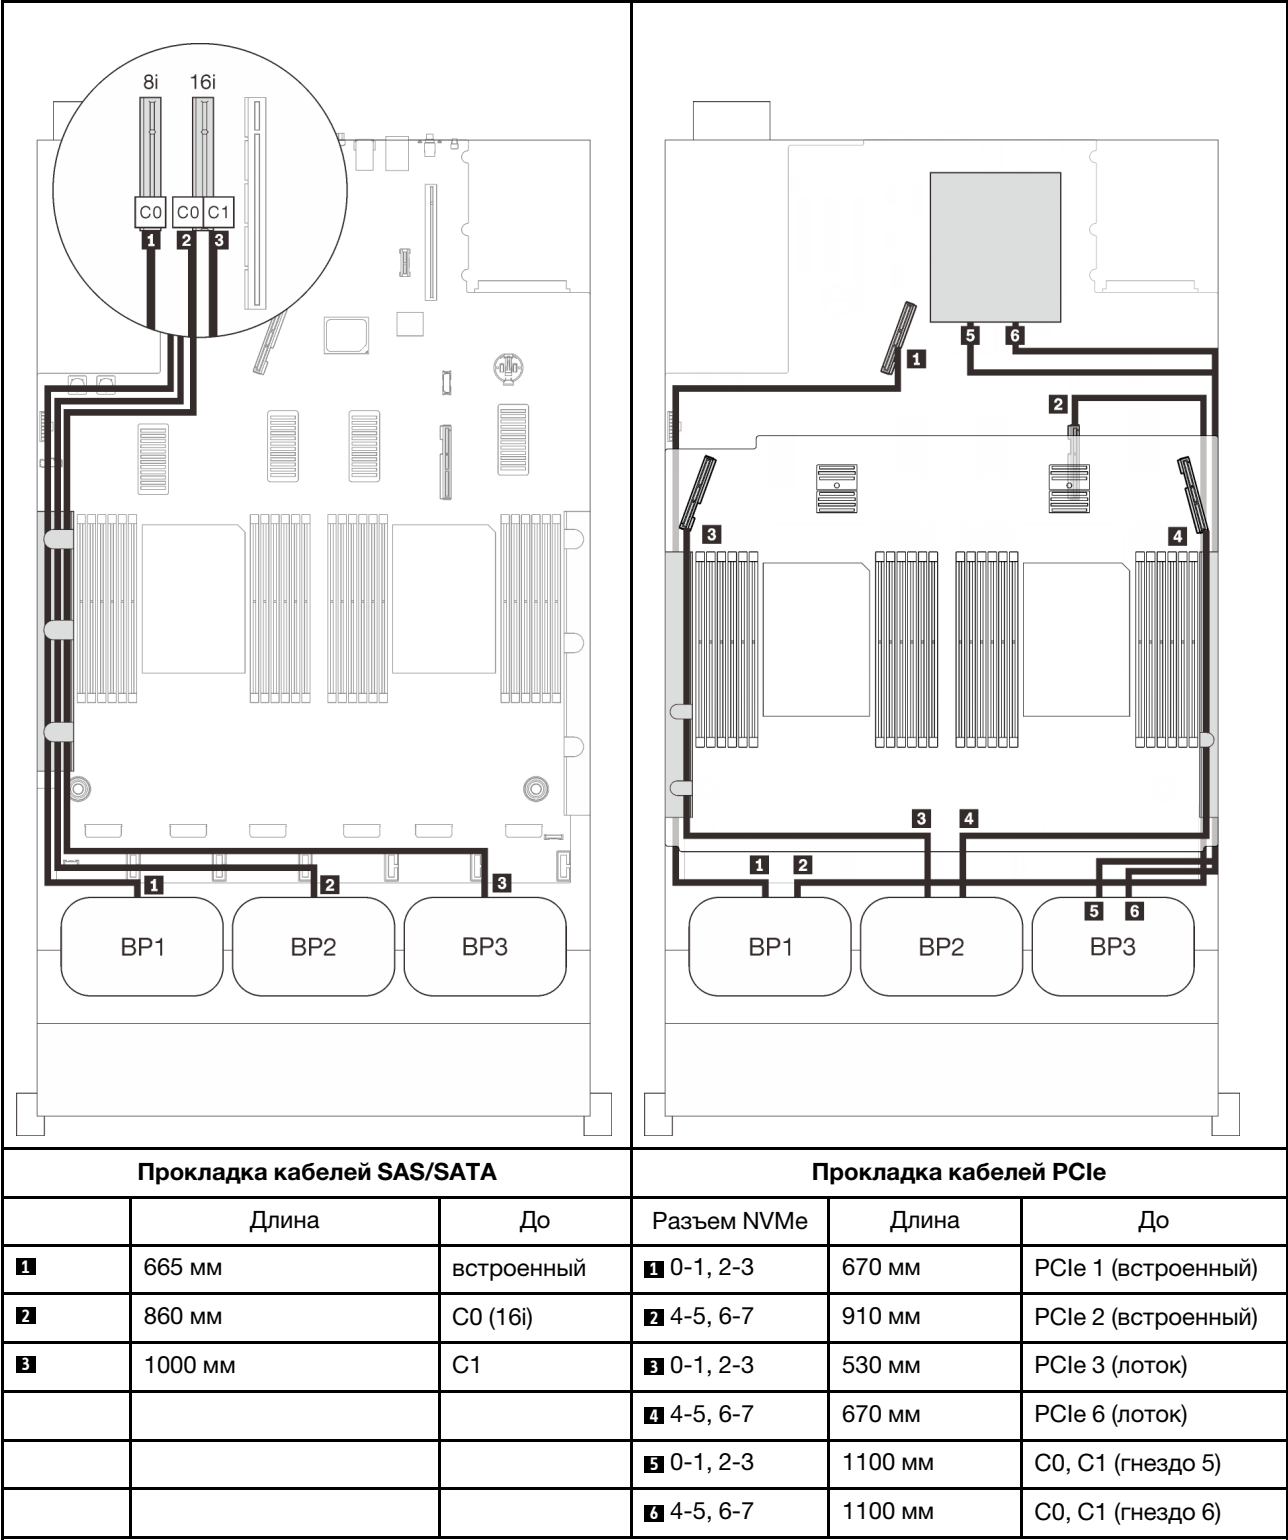 8i 16i
C0 C0 C1
1 2 3
1 2 3
BP1 BP2 BP3
5 6
1
2
3 4
3 4
1 2
5 6
BP1 BP2 BP3
Прокладка кабелей SAS/SATA
Длина До
1 665 мм встроенный
2 860 мм C0 (16i)
3 1000 мм C1
Прокладка кабелей PCIe
Разъем NVMe Длина До
1 0-1, 2-3 670 мм PCIe 1 (встроенный)
2 4-5, 6-7 910 мм PCIe 2 (встроенный)
3 0-1, 2-3 530 мм PCIe 3 (лоток)
4 4-5, 6-7 670 мм PCIe 6 (лоток)
5 0-1, 2-3 1100 мм C0, C1 (гнездо 5)
6 4-5, 6-7 1100 мм C0, C1 (гнездо 6)